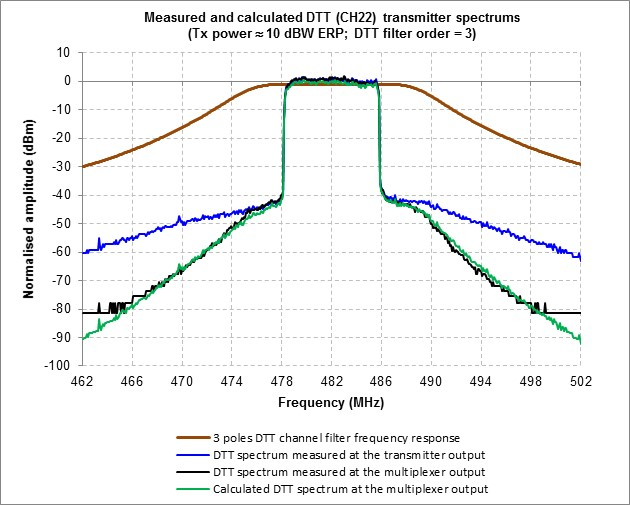 Measured and calculated DTT (CH22) transmitter spectrums
(Tx power ≈ 10 dBW ERP; DTT filter order = 3)
Normalised amplitude (dBm)
10
0
-10
-20
-30
-40
-50
-60
-70
-80
-90
-100
462 466 470 474 478 482 486 490 494 498 502
Frequency (MHz)
3 poles DTT channel filter frequency response
DTT spectrum measured at the transmitter output
DTT spectrum measured at the multiplexer output
Calculated DTT spectrum at the multiplexer output